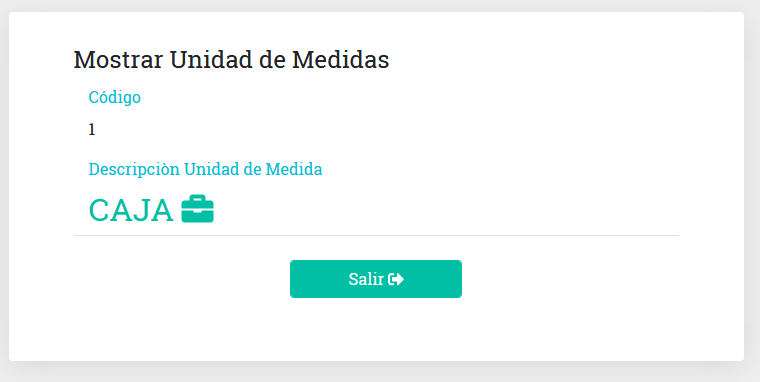 Mostrar Unidad de Medidas
Código
1
Descripciòn Unidad de Medida
CAJA
Salir